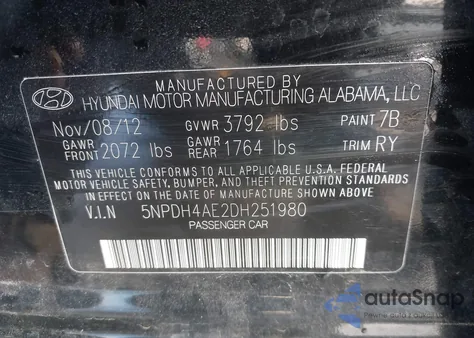 MANUFACTURED BY
HYUNDAI MOTOR MANUFACTURING ALABAMA, LLC
Nov/08/12 GVWR 3792 lbs PAINT 7B
GAWR FRONT 2072 lbs GAWR REAR 1764 lbs TRIM RY
THIS VEHICLE CONFORMS TO ALL APPLICABLE U.S.A. FEDERAL
MOTOR VEHICLE SAFETY, BUMPER, AND THEFT PREVENTION STANDARDS
IN EFFECT ON THE DATE OF MANUFACTURE SHOWN ABOVE.
V.I.N 5NPDH4AE2DH251980
PASSENGER CAR
autoSnap